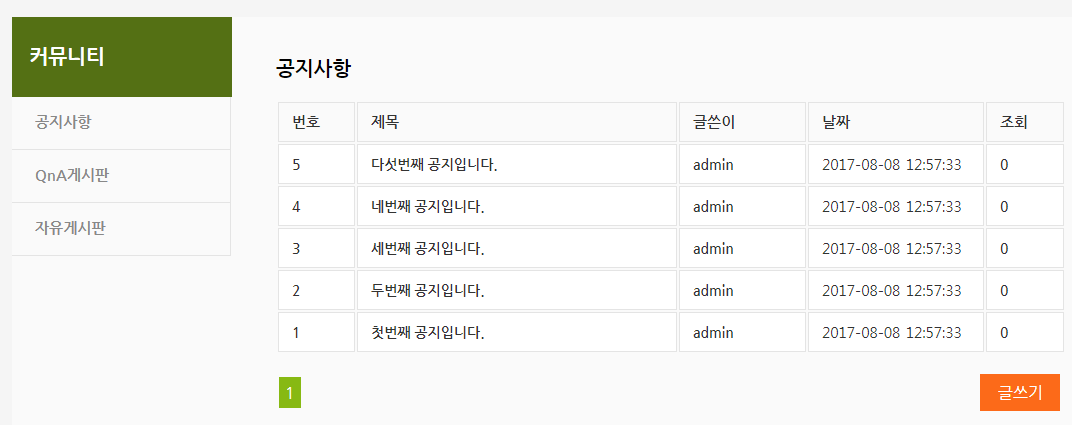 커뮤니티
공지사항
QnA게시판
자유게시판
공지사항
번호 제목 글쓴이 날짜 조회
5 다섯번째 공지입니다. admin 2017-08-08 12:57:33 0
4 네번째 공지입니다. admin 2017-08-08 12:57:33 0
3 세번째 공지입니다. admin 2017-08-08 12:57:33 0
2 두번째 공지입니다. admin 2017-08-08 12:57:33 0
1 첫번째 공지입니다. admin 2017-08-08 12:57:33 0
1 글쓰기